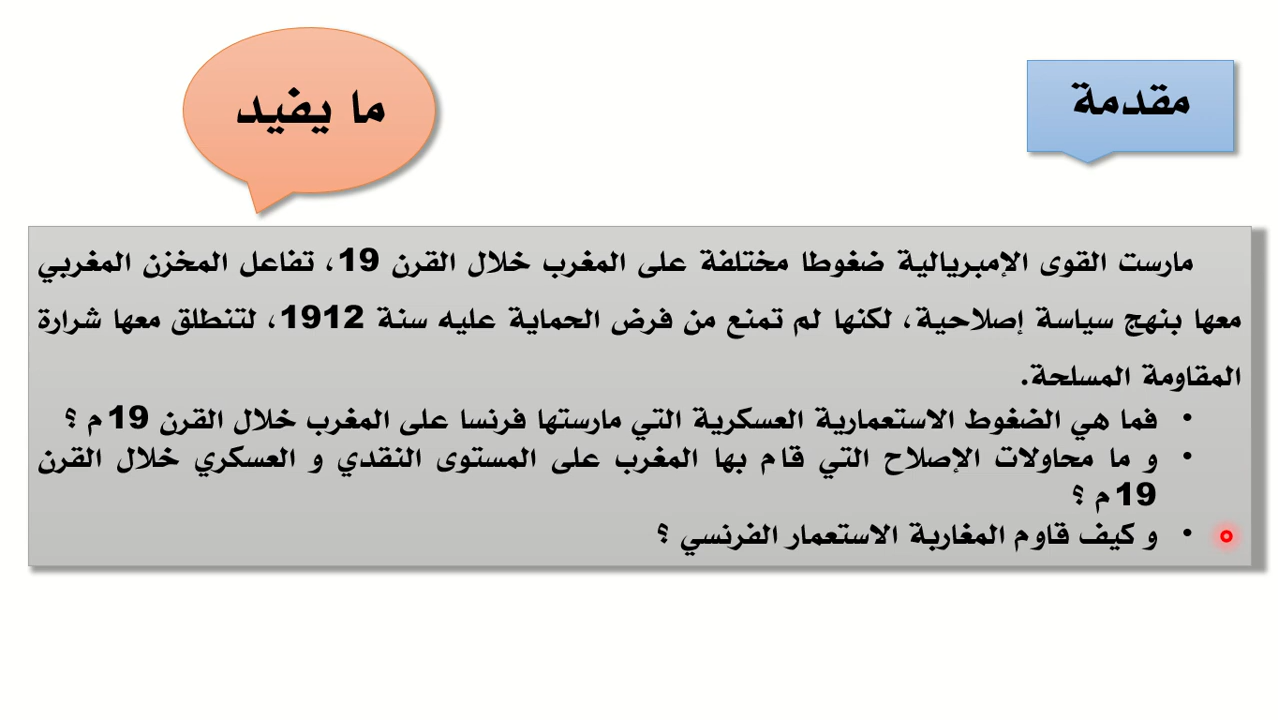 مقدمة
ما يفيد
مارست القوى الإمبريالية ضغوطا مختلفة على المغرب خلال القرن 19، تفاعل المخزن المغربي
معها بنهج سياسة إصلاحية، لكنها لم تمنع من فرض الحماية عليه سنة 1912، لتنطلق معها شرارة
المقاومة المسلحة.
• فما هي الضغوط الاستعمارية العسكرية التي مارستها فرنسا على المغرب خلال القرن 19م ؟
• و ما محاولات الإصلاح التي قام بها المغرب على المستوى النقدي و العسكري خلال القرن
19م ؟
• و كيف قاوم المغاربة الاستعمار الفرنسي ؟